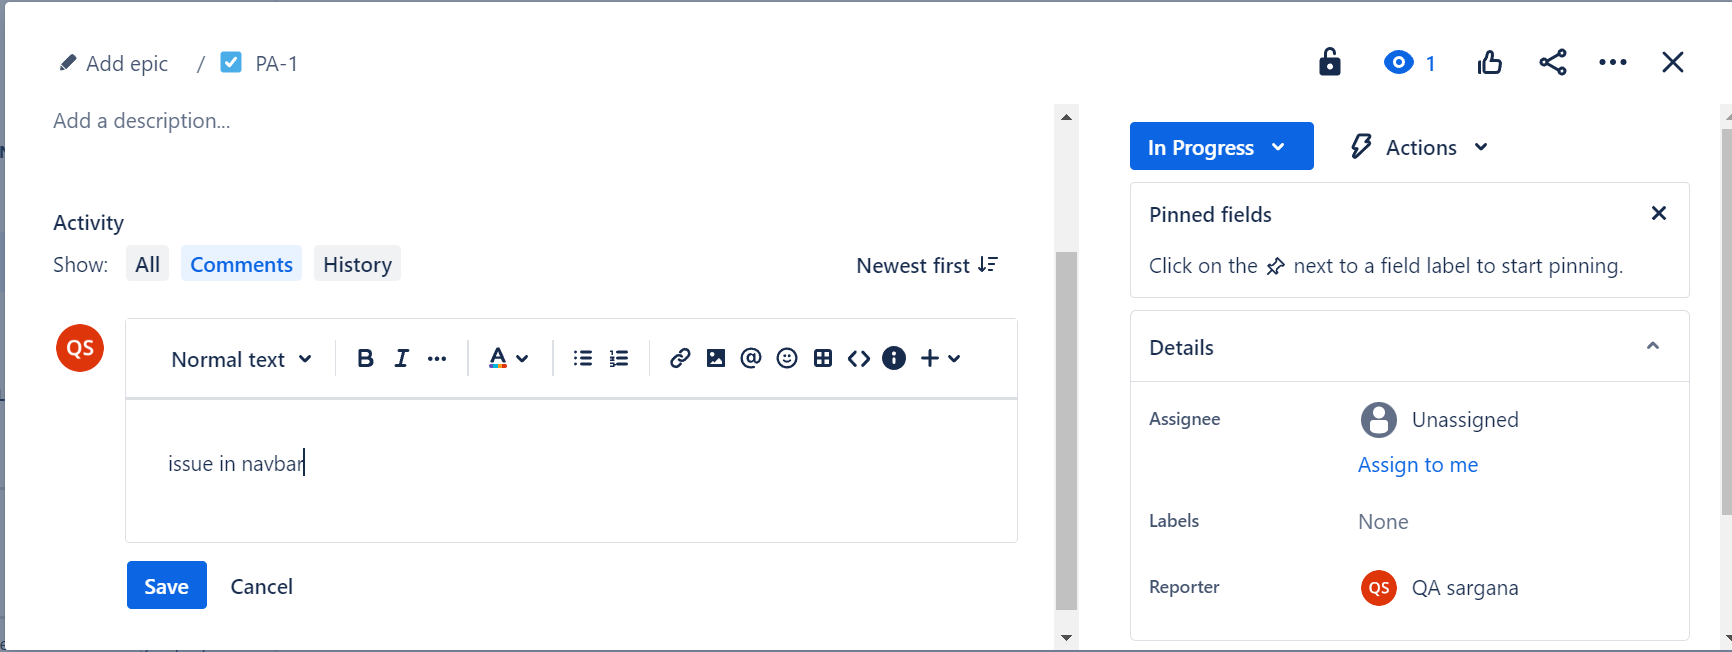 Add epic / PA-1
1
Add a description...
In Progress
Actions
Activity
Show: All Comments History
Newest first
Pinned fields
Click on the next to a field label to start pinning.
QS
Normal text B I ... A @ <> i +
issue in navbar
Save Cancel
Details
Assignee Unassigned
Assign to me
Labels None
Reporter QS QA sargana